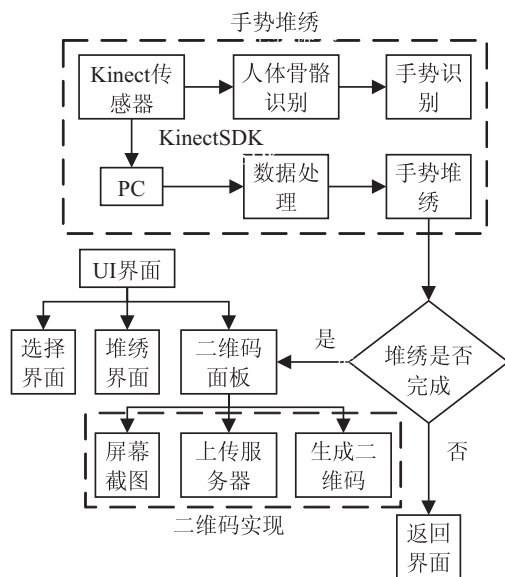 手势堆绣
Kinect传
感器
人体骨骼
识别
手势识
别
KinectSDK
PC
数据处
理
手势堆
绣
UI界面
选择
界面
堆绣
界面
二维码
面板
是
堆绣是否
完成
屏幕
截图
上传服
务器
生成二
维码
否
二维码实现
返回
界面